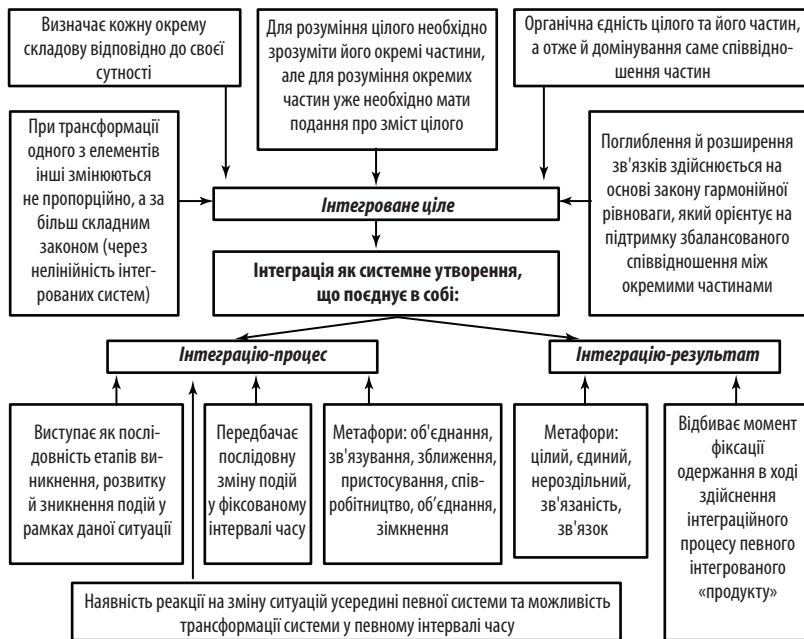 Визначає кожну окрему
складову відповідно до своєї
сутності
Для розуміння цілого необхідно
зрозуміти його окремі частини,
але для розуміння окремих
частин уже необхідно мати
подання про зміст цілого
Органічна єдність цілого та його частин,
а отже й домінування саме співвідно-
шення частин
При трансформації
одного з елементів
інші змінюються
не пропорційно, а за
більш складним
законом (через
нелінійність інтег-
рованих систем)
Інтегроване ціле
Поглиблення й розширення
зв'язків здійснюється на
основі закону гармонійної
рівноваги, який орієнтує на
підтримку збалансованого
співвідношення між
окремими частинами
Інтеграція як системне утворення,
що поєднує в собі:
Інтеграцію-процес
Інтеграцію-результат
Виступає як послі-
довність етапів ви-
никнення, розвитку
й зникнення подій у
рамках даної ситуації
Передбачає
послідовну
зміну подій
у фіксованому
інтервалі часу
Метафори: об'єднання,
зв'язування, зближення,
пристосування, спів-
робітництво, об’єднання,
зімкнення
Метафори:
цілий, єдиний,
нероздільний,
зв'язаність,
зв'язок
Відбиває момент
фіксації
одержання в ході
здійснення
інтеграційного
процесу певного
інтегрованого
«продукту»
Наявність реакції на зміну ситуацій усередині певної системи та можливість
трансформації системи у певному інтервалі часу